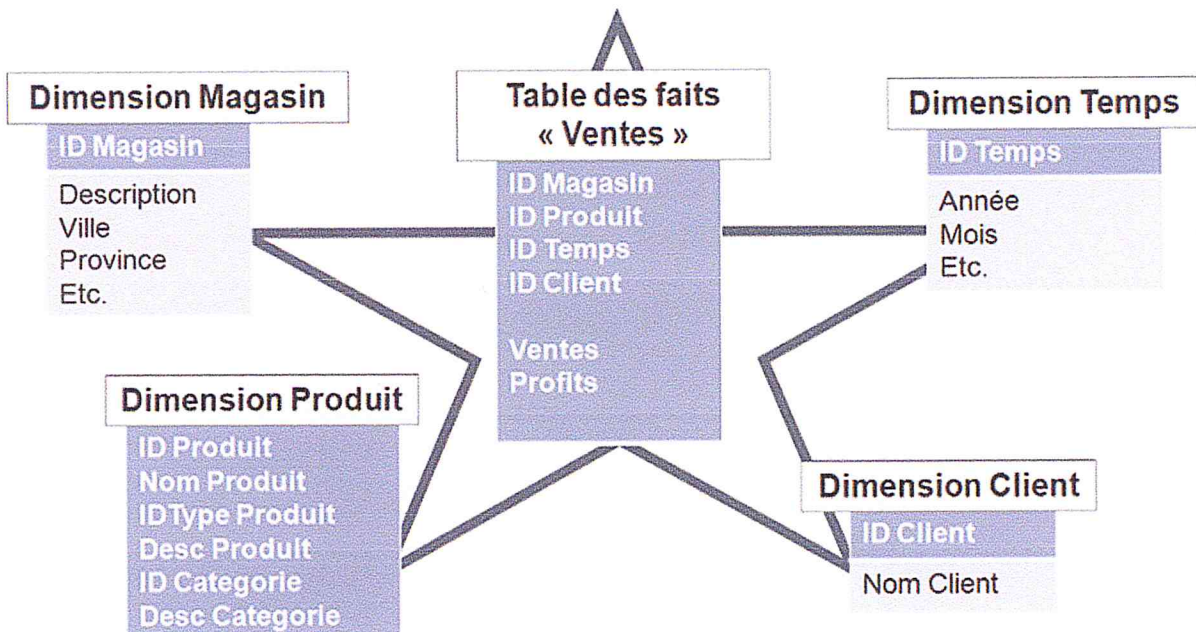 Dimension Magasin
ID Magasin
Description
Ville
Province
Etc.
Table des faits
« Ventes »
ID Magasin
ID Produit
ID Temps
ID Client
Ventes
Profits
Dimension Temps
ID Temps
Année
Mois
Etc.
Dimension Produit
ID Produit
Nom Produit
IDType Produit
Desc Produit
ID Categorie
Desc Categorie
Dimension Client
ID Client
Nom Client